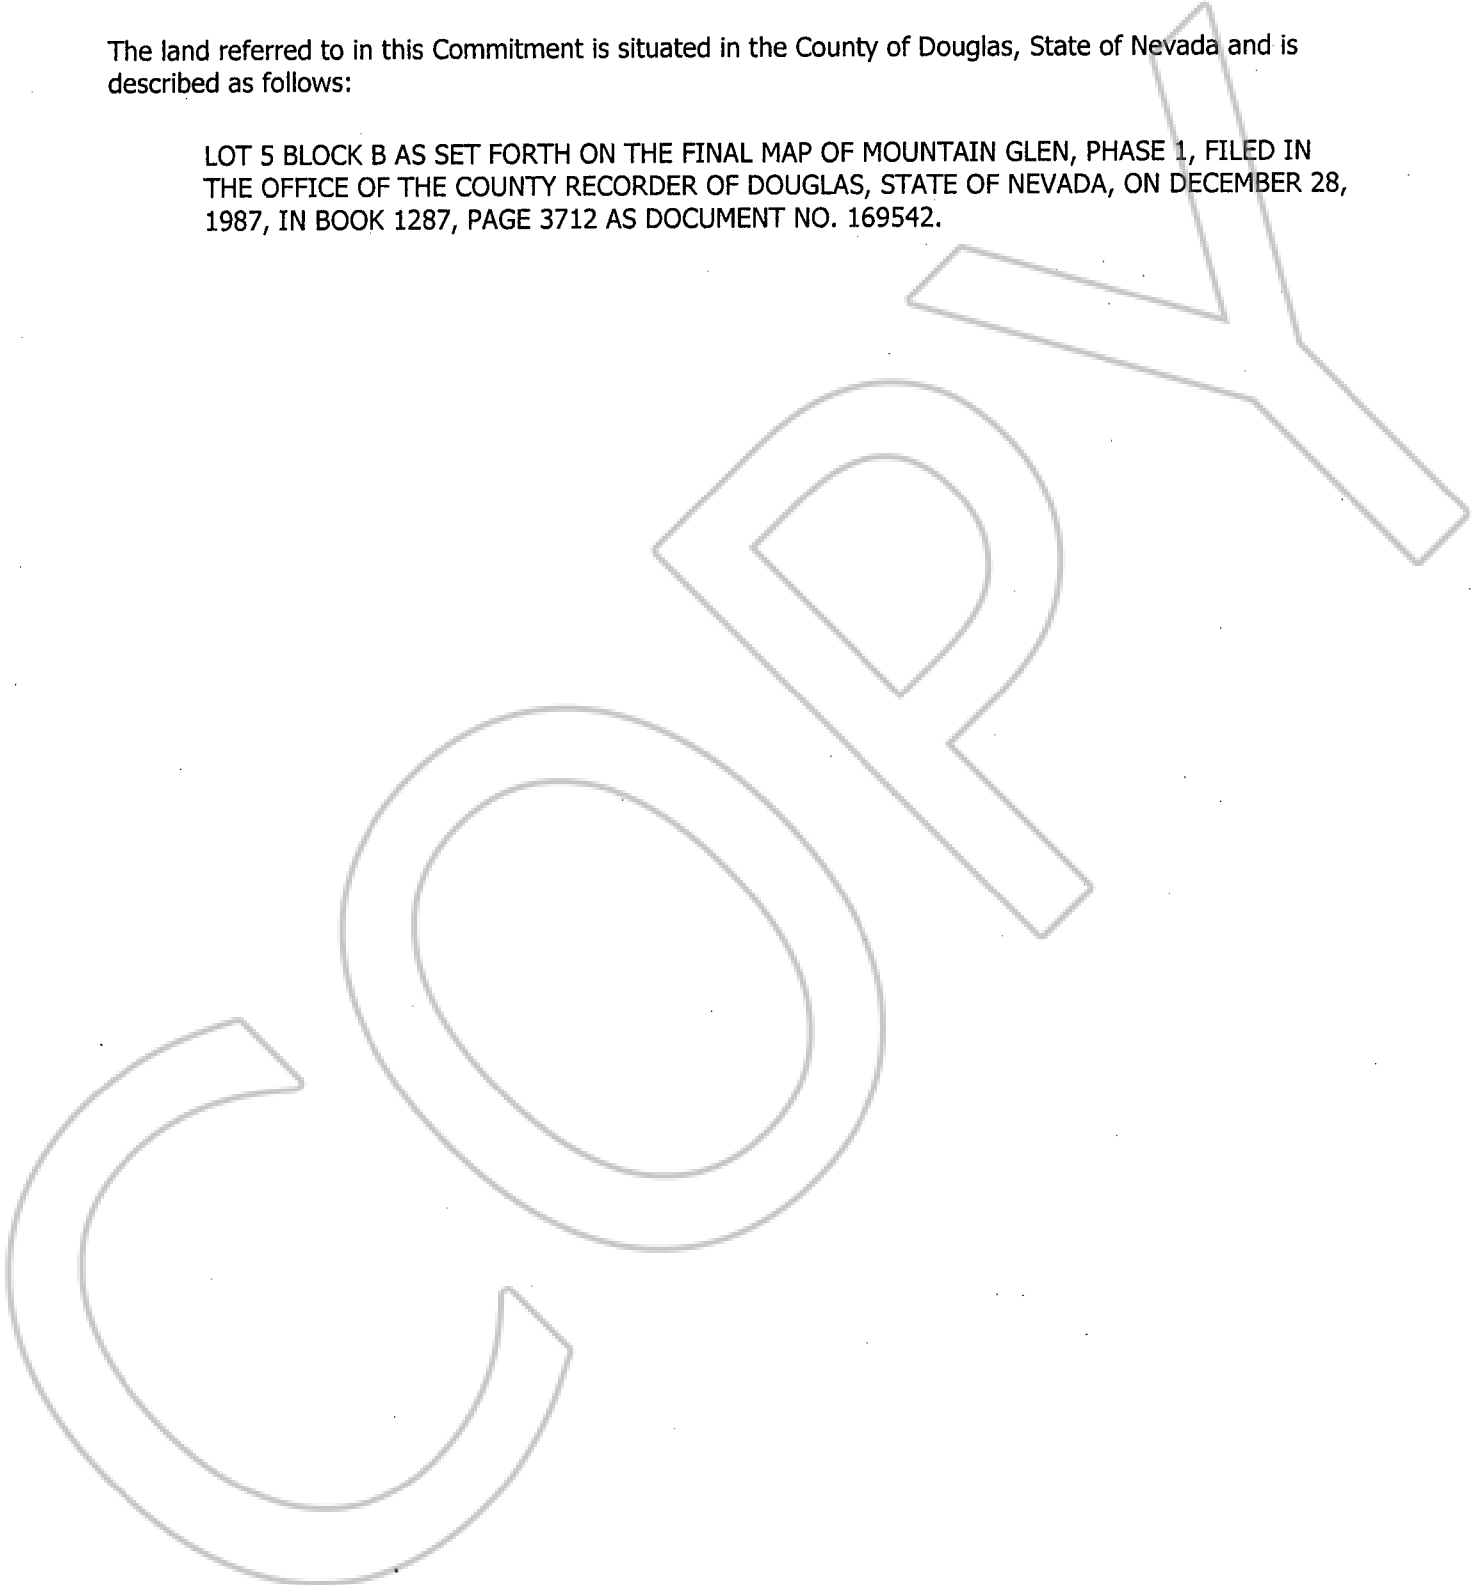 The land referred to in this Commitment is situated in the County of Douglas, State of Nevada and is
described as follows:
LOT 5 BLOCK B AS SET FORTH ON THE FINAL MAP OF MOUNTAIN GLEN, PHASE 1, FILED IN
THE OFFICE OF THE COUNTY RECORDER OF DOUGLAS, STATE OF NEVADA, ON DECEMBER 28,
1987, IN BOOK 1287, PAGE 3712 AS DOCUMENT NO. 169542.
COPY